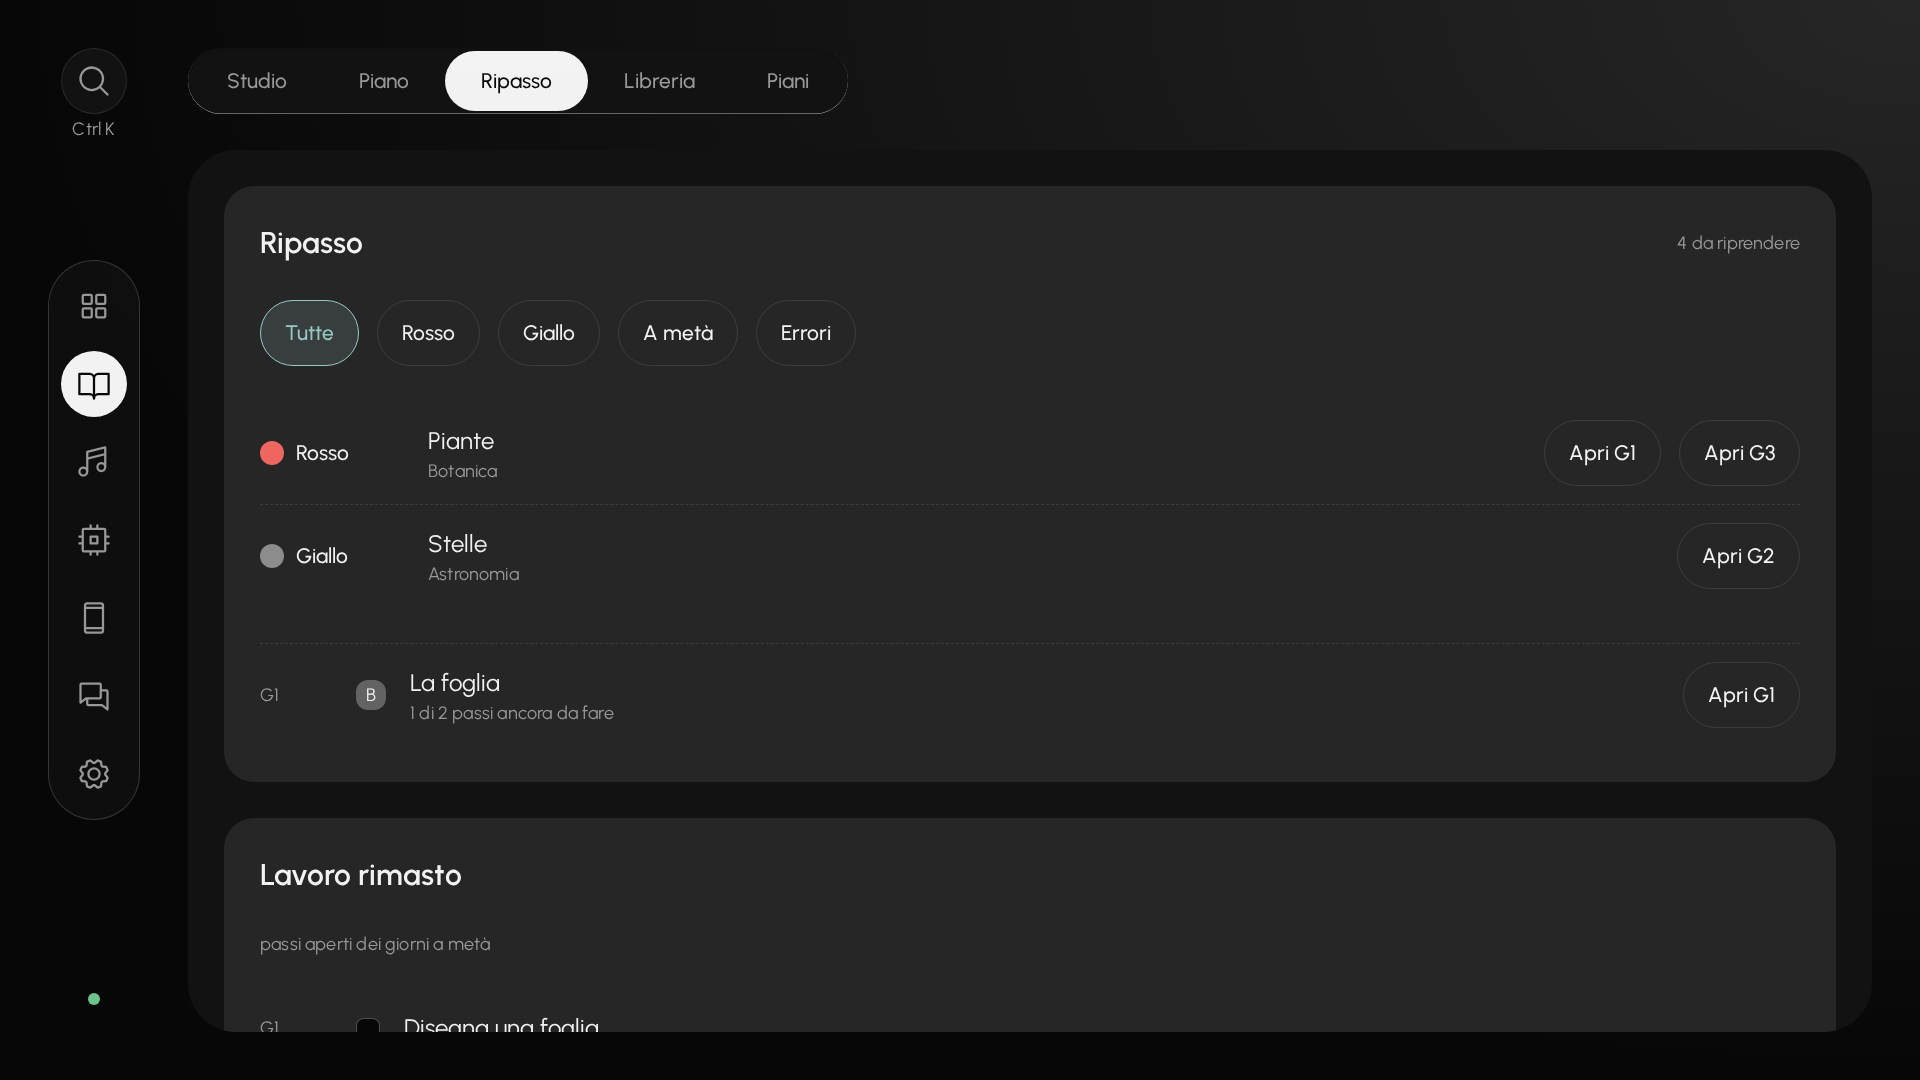 Studio
Piano
Ripasso
Libreria
Piani
Ctrl K
Ripasso
4 da riprendere
Tutte
Rosso
Giallo
A metà
Errori
Rosso
Piante
Botanica
Apri G1
Apri G3
Giallo
Stelle
Astronomia
Apri G2
G1
B
La foglia
1 di 2 passi ancora da fare
Apri G1
Lavoro rimasto
passi aperti dei giorni a metà
G1
Disegna una foglia